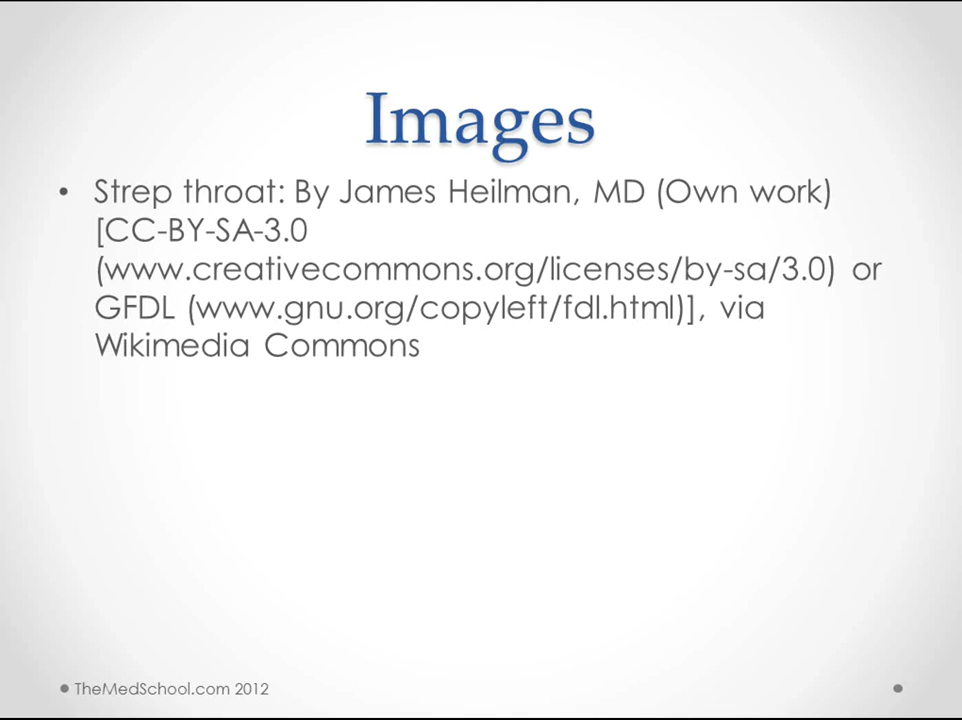 Images
• Strep throat: By James Heilman, MD (Own work)
[CC-BY-SA-3.0
(www.creativecommons.org/licenses/by-sa/3.0) or
GFDL (www.gnu.org/copyleft/fdl.html)], via
Wikimedia Commons
TheMedSchool.com 2012